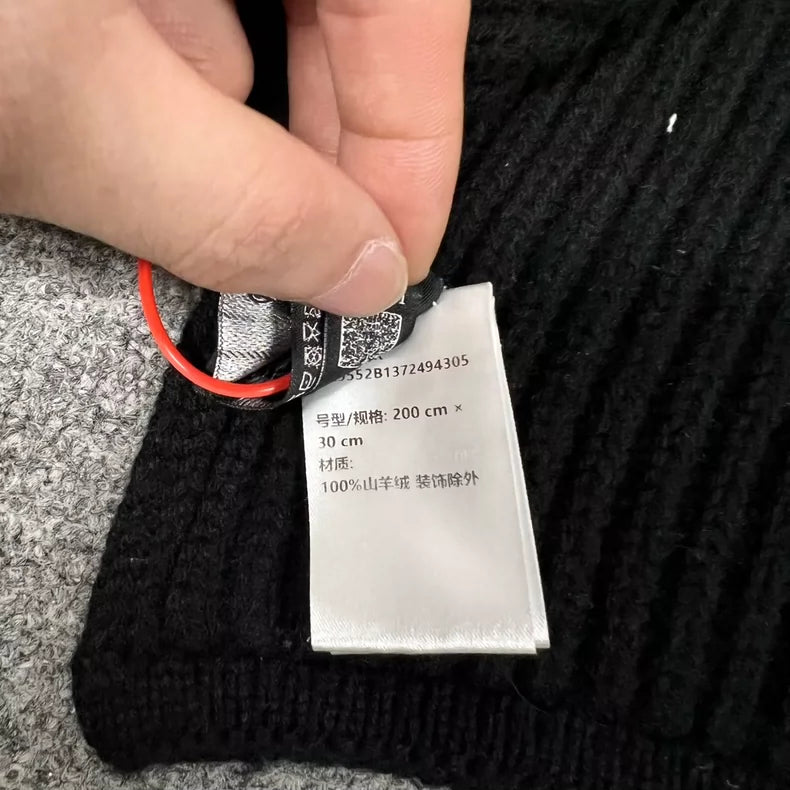 552B1372494305
号型/规格: 200 cm ×
30 cm
材质:
100%山羊绒 装饰除外